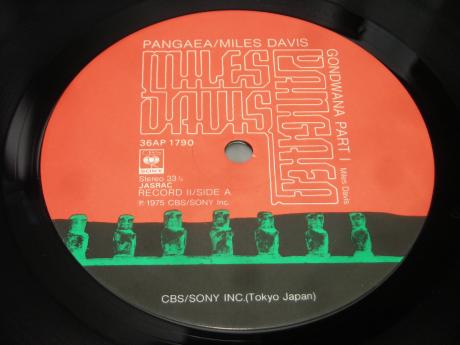 PANGAEA/MILES DAVIS
MILES
DAVIS
PANGAEA
GONDWANA PART I Miles Davis
36AP 1790
CBS
SONY
Stereo 33⅓
JASRAC
RECORD II/SIDE A
℗ 1975 CBS/SONY Inc.
CBS/SONY INC.(Tokyo Japan)